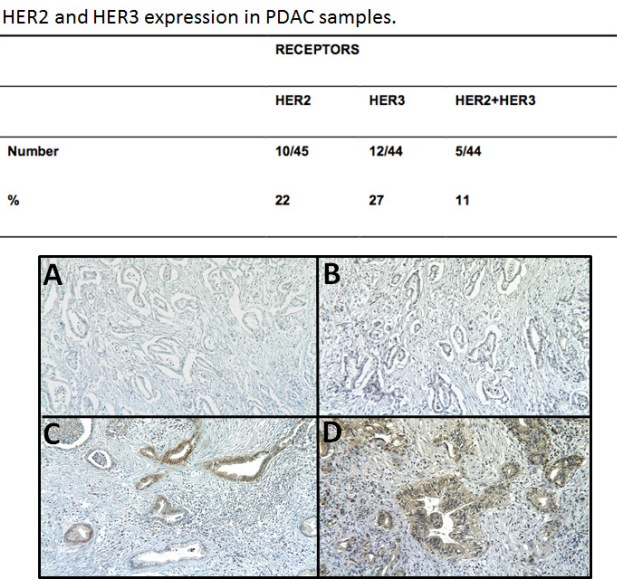 HER2 and HER3 expression in PDAC samples.
RECEPTORS
HER2 HER3 HER2+HER3
Number 10/45 12/44 5/44
% 22 27 11
A B
C D